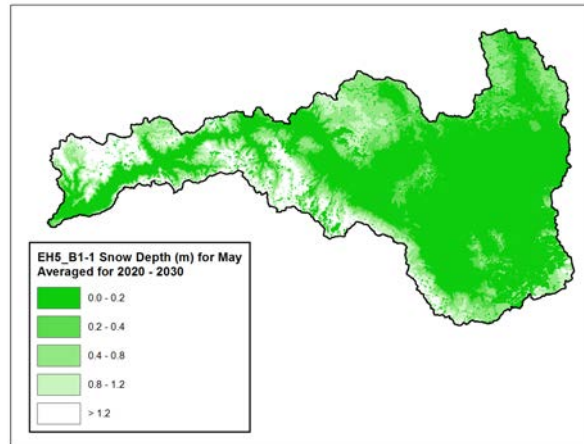 EH5_B1-1 Snow Depth (m) for May
Averaged for 2020 - 2030
0.0 - 0.2
0.2 - 0.4
0.4 - 0.8
0.8 - 1.2
> 1.2